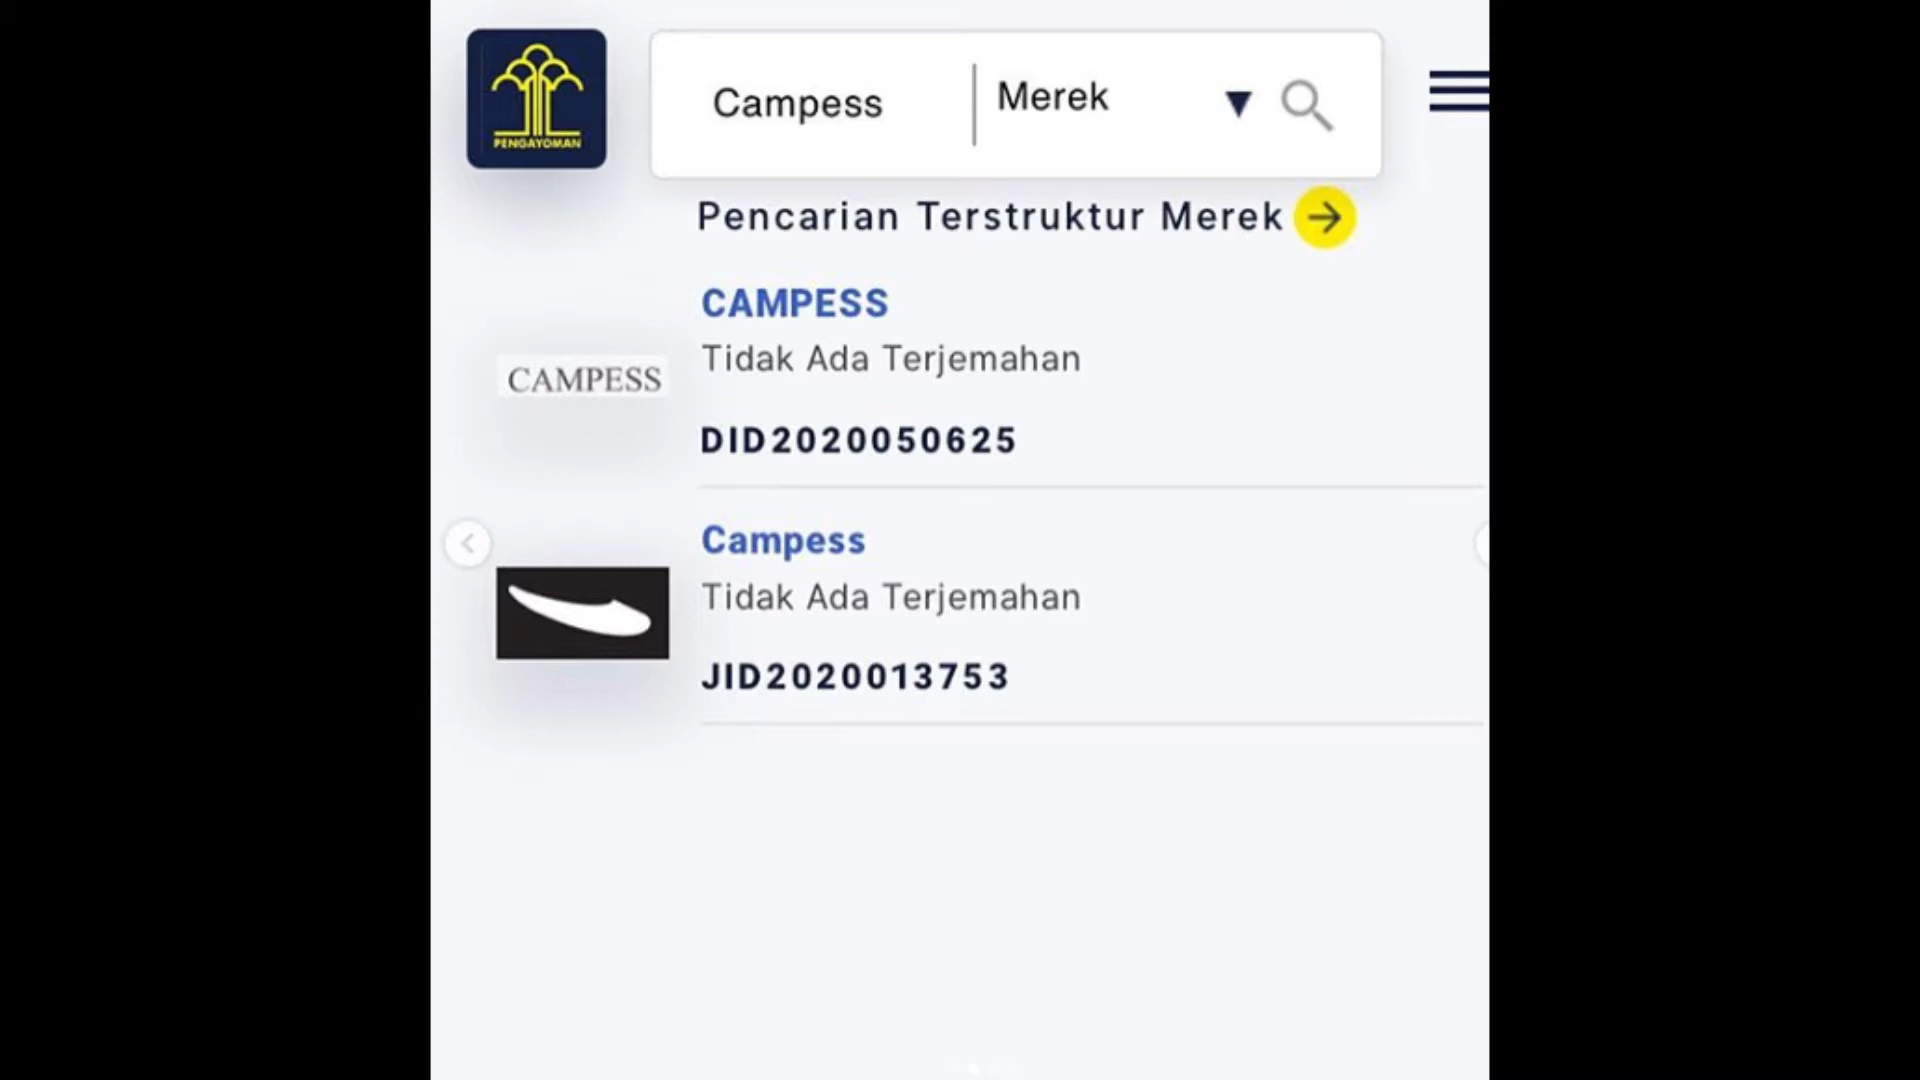 PENGAYOMAN
Campess
Merek
Pencarian Terstruktur Merek
CAMPESS
CAMPESS
Tidak Ada Terjemahan
DID2020050625
Campess
Tidak Ada Terjemahan
JID2020013753